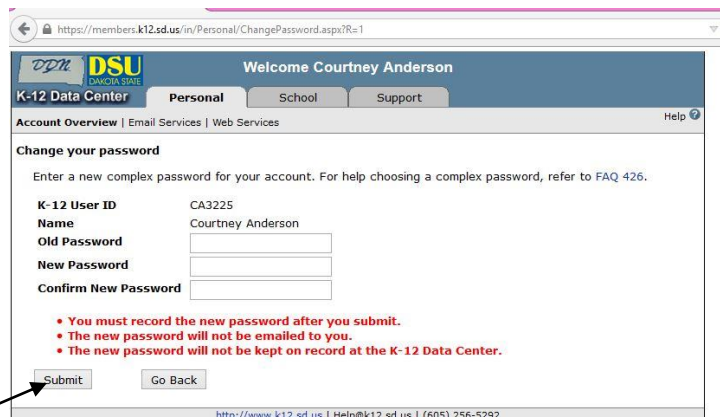 https://members.k12.sd.us/in/Personal/ChangePassword.aspx?R=1
DDN DSU Welcome Courtney Anderson
DAKOTA STATE
K-12 Data Center Personal School Support
Account Overview | Email Services | Web Services Help ?
Change your password
Enter a new complex password for your account. For help choosing a complex password, refer to FAQ 426.
K-12 User ID CA3225
Name Courtney Anderson
Old Password
New Password
Confirm New Password
• You must record the new password after you submit.
• The new password will not be emailed to you.
• The new password will not be kept on record at the K-12 Data Center.
Submit Go Back
http://www.k12.sd.us | Help@k12.sd.us | (605) 256-5292